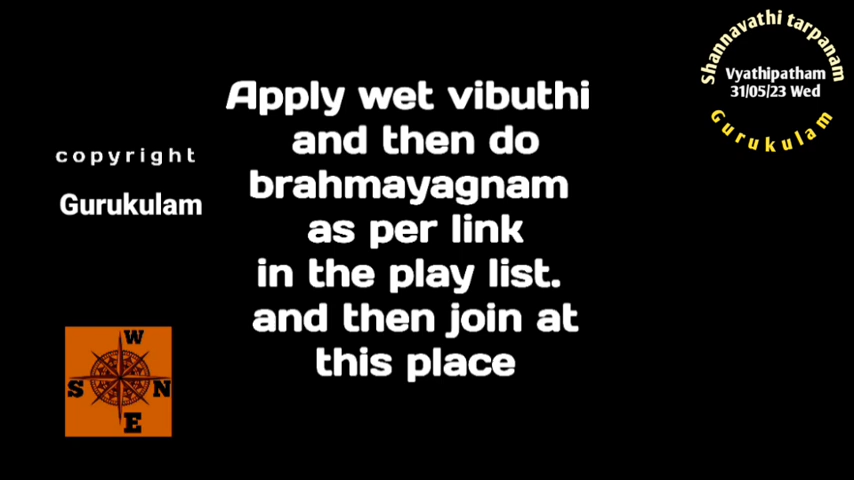 Shannavathi tarpanam
Vyathipatham
31/05/23 Wed
Gurukulam
Apply wet vibuthi
and then do
brahmayagnam
as per link
in the play list.
and then join at
this place
copyright
Gurukulam
W
S N
E